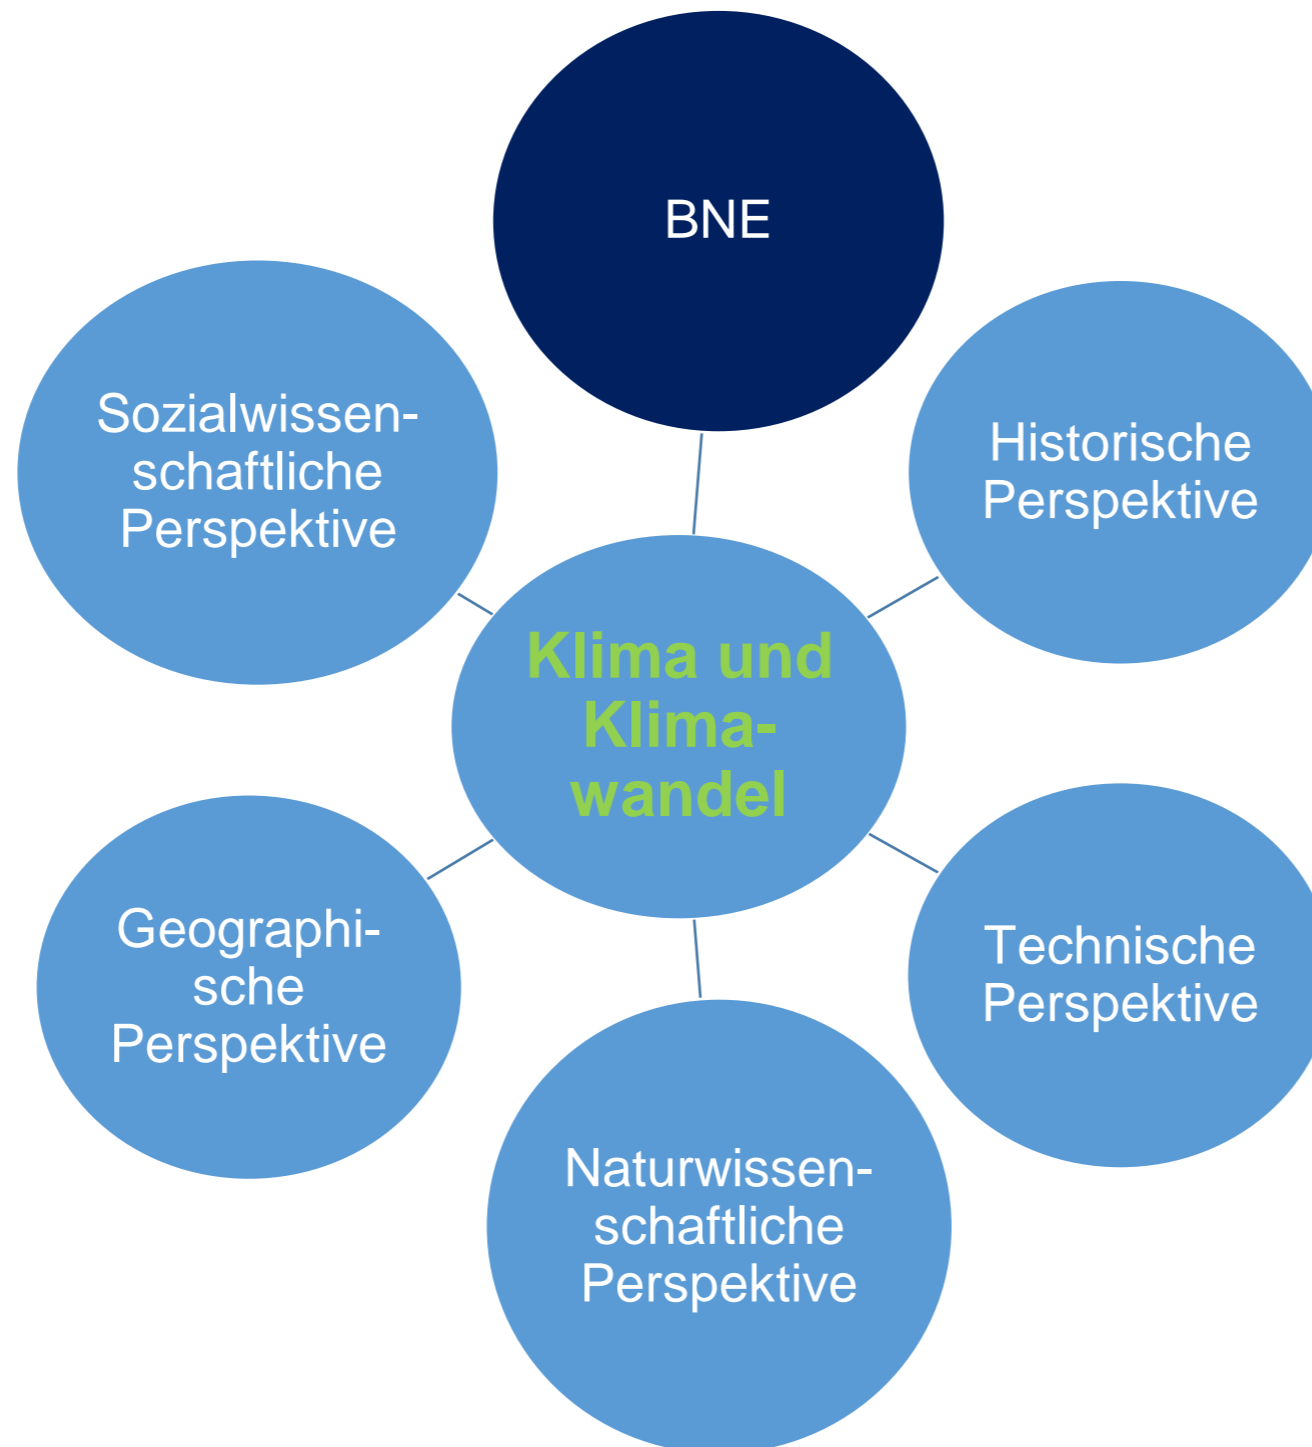 BNE
Sozialwissen-
schaftliche
Perspektive
Historische
Perspektive
Klima und
Klima-
wandel
Geographi-
sche
Perspektive
Technische
Perspektive
Naturwissen-
schaftliche
Perspektive